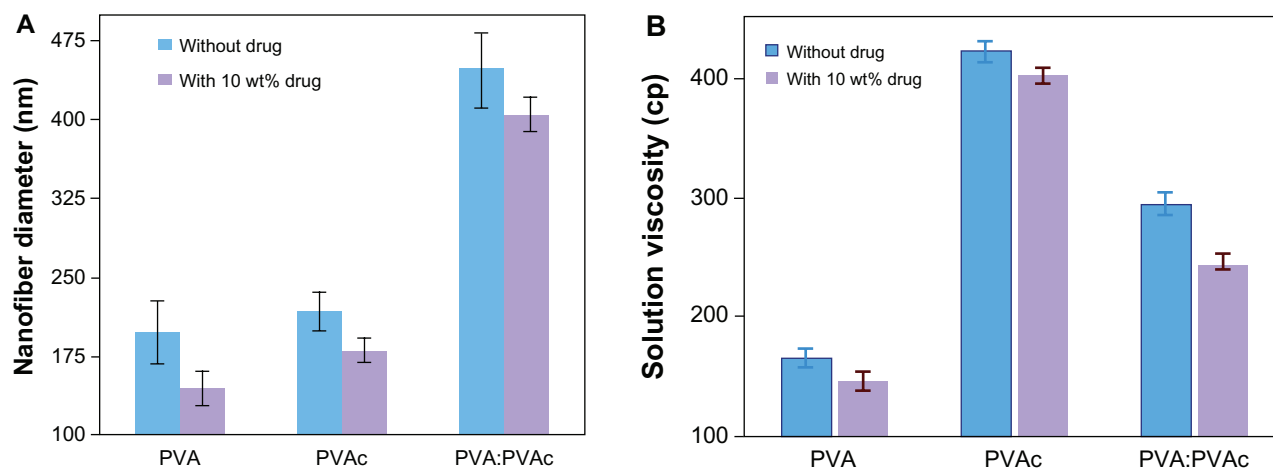 A
Nanofiber diameter (nm)
475
400
325
250
175
100
Without drug
With 10 wt% drug
PVA
PVAc
PVA:PVAc
B
Solution viscosity (cp)
400
300
200
100
Without drug
With 10 wt% drug
PVA
PVAc
PVA:PVAc